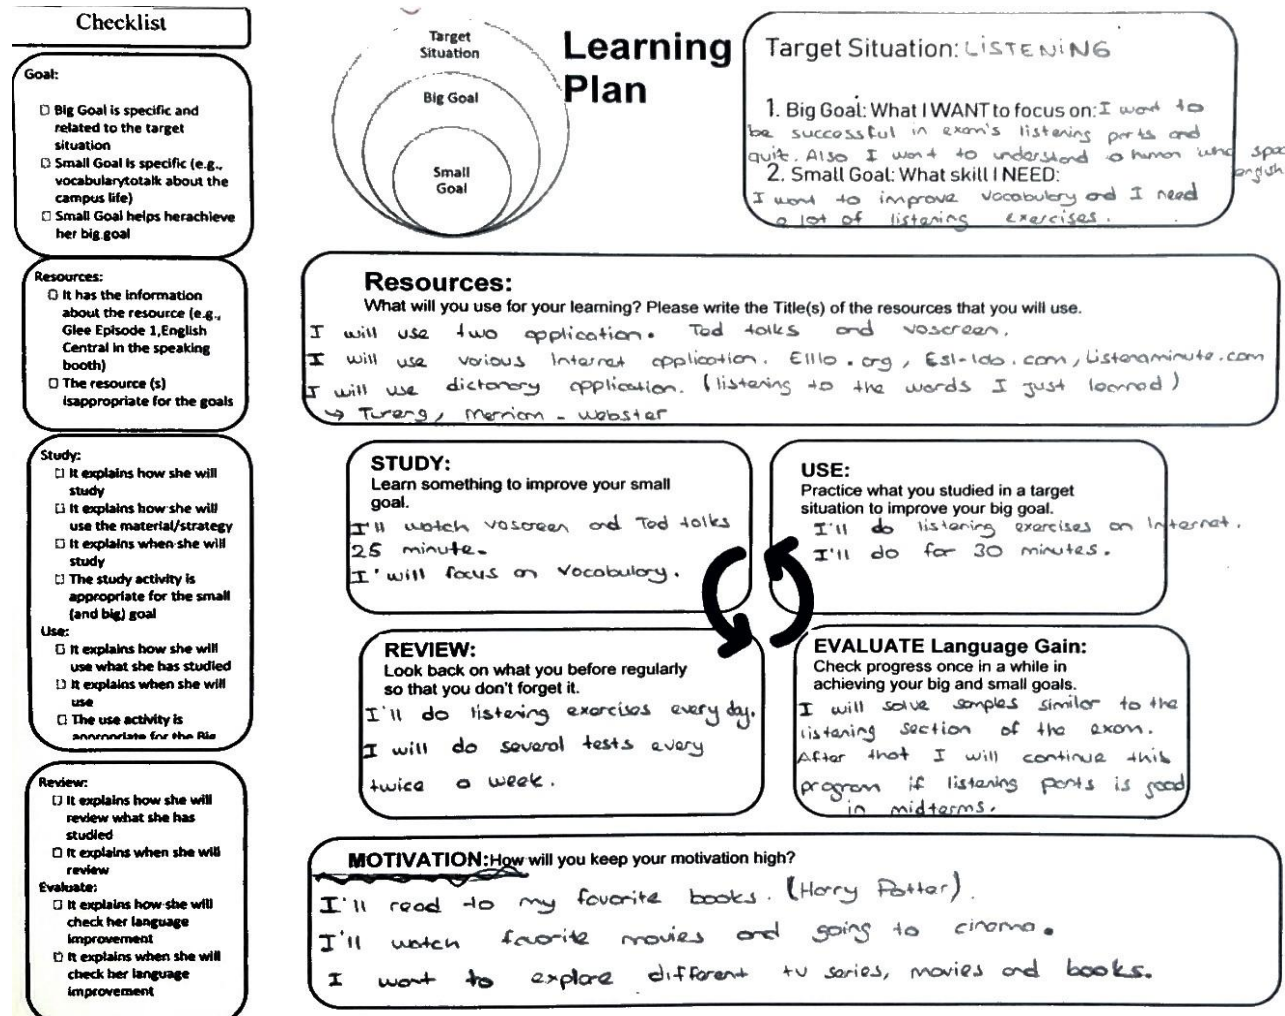 Checklist
Goal:
☐ Big Goal is specific and
related to the target
situation
☐ Small Goal is specific (e.g.,
vocabularytotalk about the
campus life)
☐ Small Goal helps herachieve
her big goal
Resources:
☐ It has the information
about the resource (e.g.,
Glee Episode 1,English
Central in the speaking
booth)
☐ The resource (s)
isappropriate for the goals
Study:
☐ It explains how she will
study
☐ It explains how she will
use the material/strategy
☐ It explains when she will
study
☐ The study activity is
appropriate for the small
(and big) goal
Use:
☐ It explains how she will
use what she has studied
☐ It explains when she will
use
☐ The use activity is
appropriate for the Big
Review:
☐ It explains how she will
review what she has
studied
☐ It explains when she will
review
Evaluate:
☐ It explains how she will
check her language
improvement
☐ It explains when she will
check her language
improvement
Target
Situation
Big Goal
Small
Goal
Learning
Plan
Target Situation: LISTENING
1. Big Goal: What I WANT to focus on: I want to
be successful in exam's listening parts and
quit. Also I want to understand a human who spea
english
2. Small Goal: What skill I NEED:
I want to improve vocabulary and I need
a lot of listening exercises.
Resources:
What will you use for your learning? Please write the Title(s) of the resources that you will use.
I will use two application. Ted talks and voscreen.
I will use various Internet application. Elllo.org, Esl-lab.com, Listenaminute.com
I will use dictonary application. (listening to the words I just learned)
↳ Tureng, Merriam - webster
STUDY:
Learn something to improve your small
goal.
I'll watch voscreen and Ted talks
25 minute.
I'will focus on vocabulary.
USE:
Practice what you studied in a target
situation to improve your big goal.
I'll do listening exercises on Internet.
I'll do for 30 minutes.
REVIEW:
Look back on what you before regularly
so that you don't forget it.
I'll do listening exercises every day.
I will do several tests every
twice a week.
EVALUATE Language Gain:
Check progress once in a while in
achieving your big and small goals.
I will solve samples similar to the
listening section of the exam.
After that I will continue this
program if listening parts is good
in midterms.
MOTIVATION: How will you keep your motivation high?
I'll read to my favorite books. (Harry Potter).
I'll watch favorite movies and going to cinema.
I want to explore different tv series, movies and books.